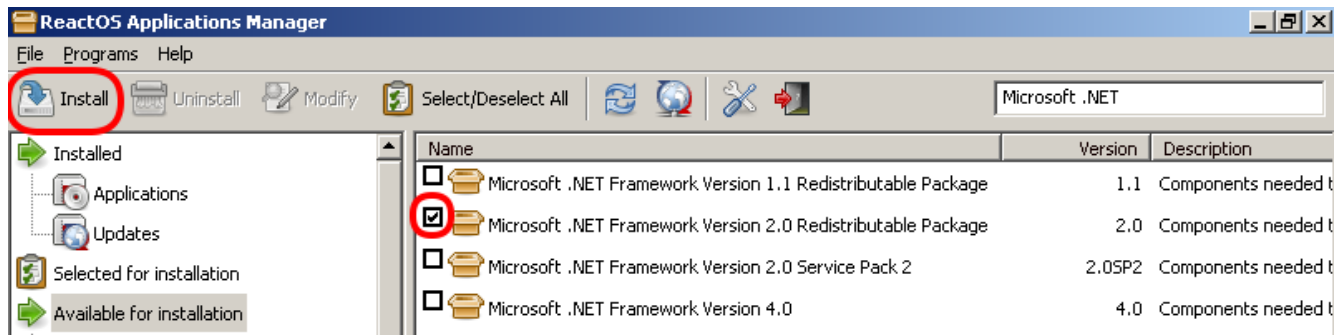 ReactOS Applications Manager
File Programs Help
Install Uninstall Modify Select/Deselect All Microsoft .NET
Installed
Applications
Updates
Selected for installation
Available for installation
Name Version Description
Microsoft .NET Framework Version 1.1 Redistributable Package 1.1 Components needed t
Microsoft .NET Framework Version 2.0 Redistributable Package 2.0 Components needed t
Microsoft .NET Framework Version 2.0 Service Pack 2 2.0SP2 Components needed t
Microsoft .NET Framework Version 4.0 4.0 Components needed t